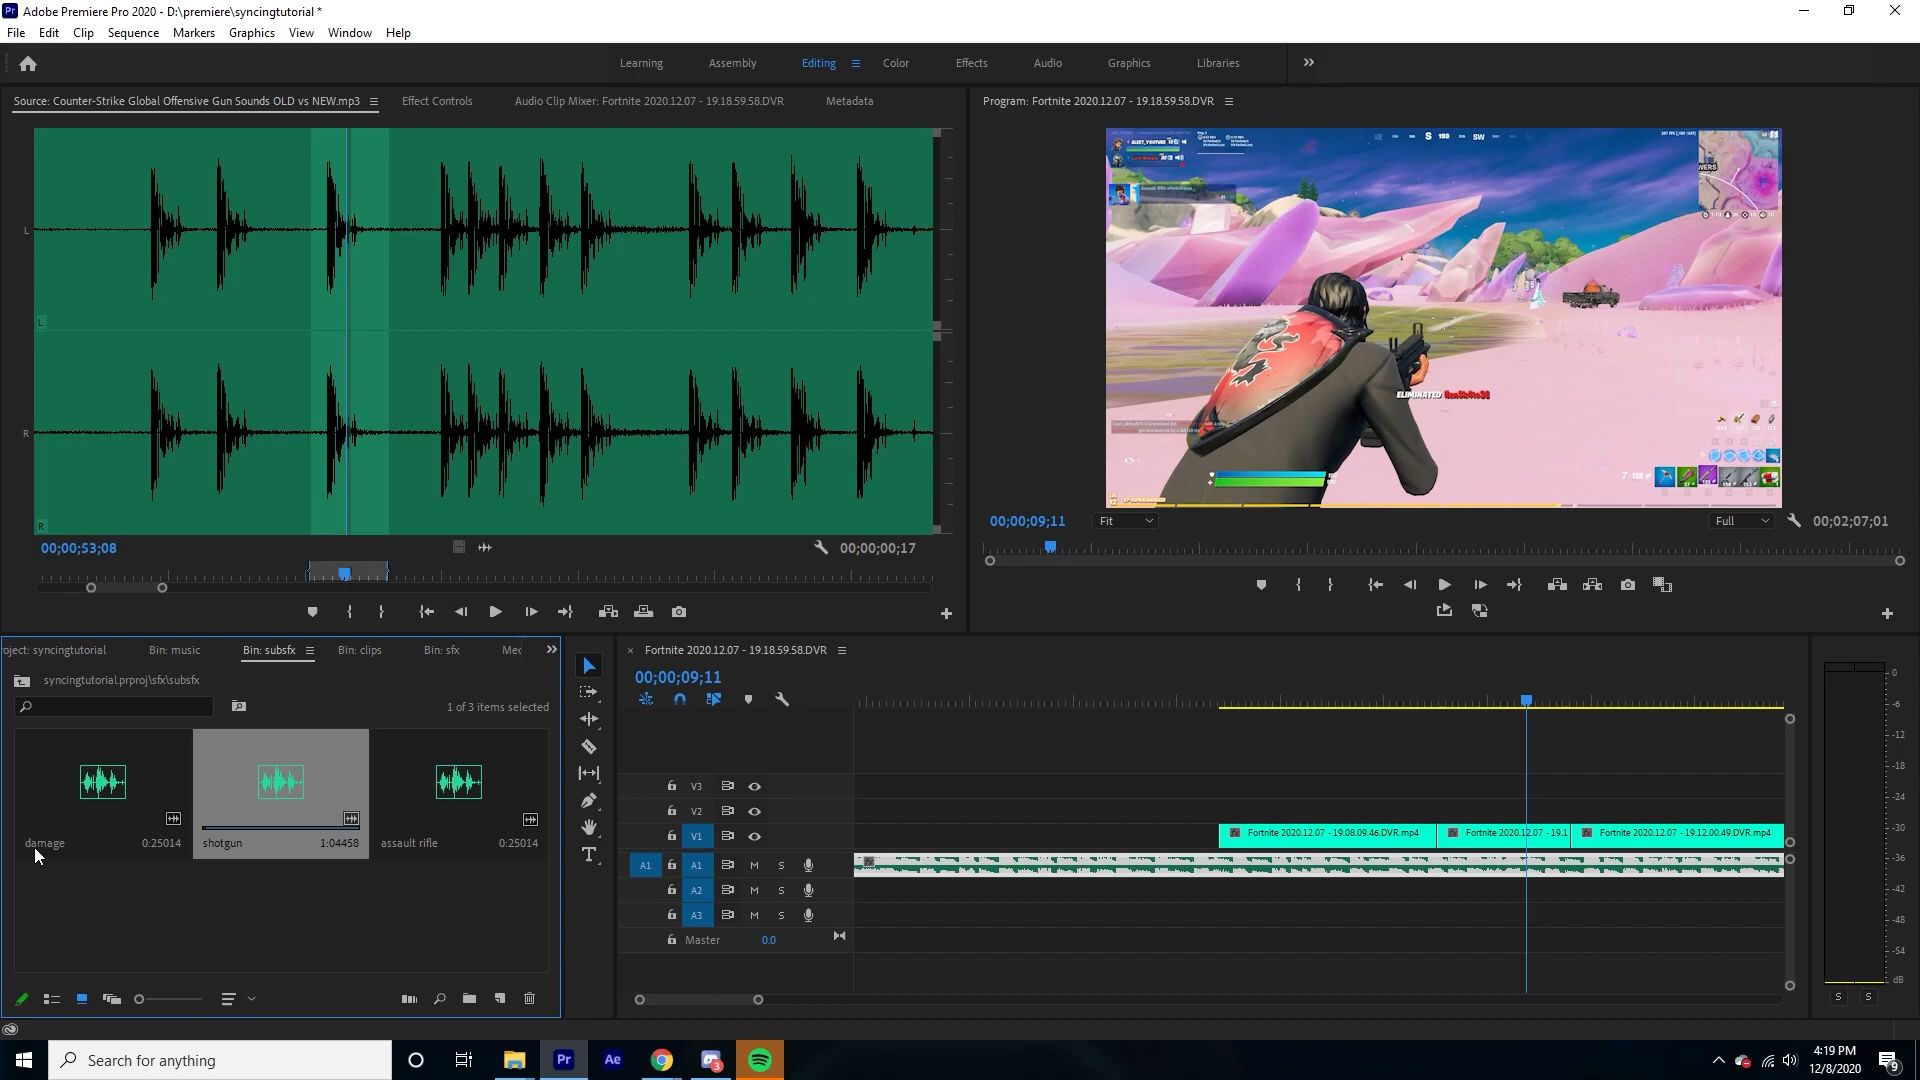 Adobe Premiere Pro 2020 - D:\premiere\syncingtutorial *
File Edit Clip Sequence Markers Graphics View Window Help
Learning Assembly Editing Color Effects Audio Graphics Libraries
Source: Counter-Strike Global Offensive Gun Sounds OLD vs NEW.mp3 Effect Controls Audio Clip Mixer: Fortnite 2020.12.07 - 19.18.59.58.DVR Metadata
Program: Fortnite 2020.12.07 - 19.18.59.58.DVR
L
L
R
R
S 193 SW
ELIMINATED
00;00;53;08 00;00;00;17
00;00;09;11 Fit Full 00;02;07;01
oject: syncingtutorial Bin: music Bin: subsfx Bin: clips Bin: sfx Med
syncingtutorial.prproj\sfx\subsfx
1 of 3 items selected
damage 0:25014 shotgun 1:04458 assault rifle 0:25014
Fortnite 2020.12.07 - 19.18.59.58.DVR
00;00;09;11
V3
V2
V1 Fortnite 2020.12.07 - 19.08.09.46.DVR.mp4 Fortnite 2020.12.07 - 19.1 Fortnite 2020.12.07 - 19.12.00.49.DVR.mp4
A1 A1 M S
A2 M S
A3 M S
Master 0.0
0
-6
-12
-18
-24
-30
-36
-42
-48
-54
dB
S S
Search for anything
Pr Ae 3
4:19 PM
12/8/2020
9